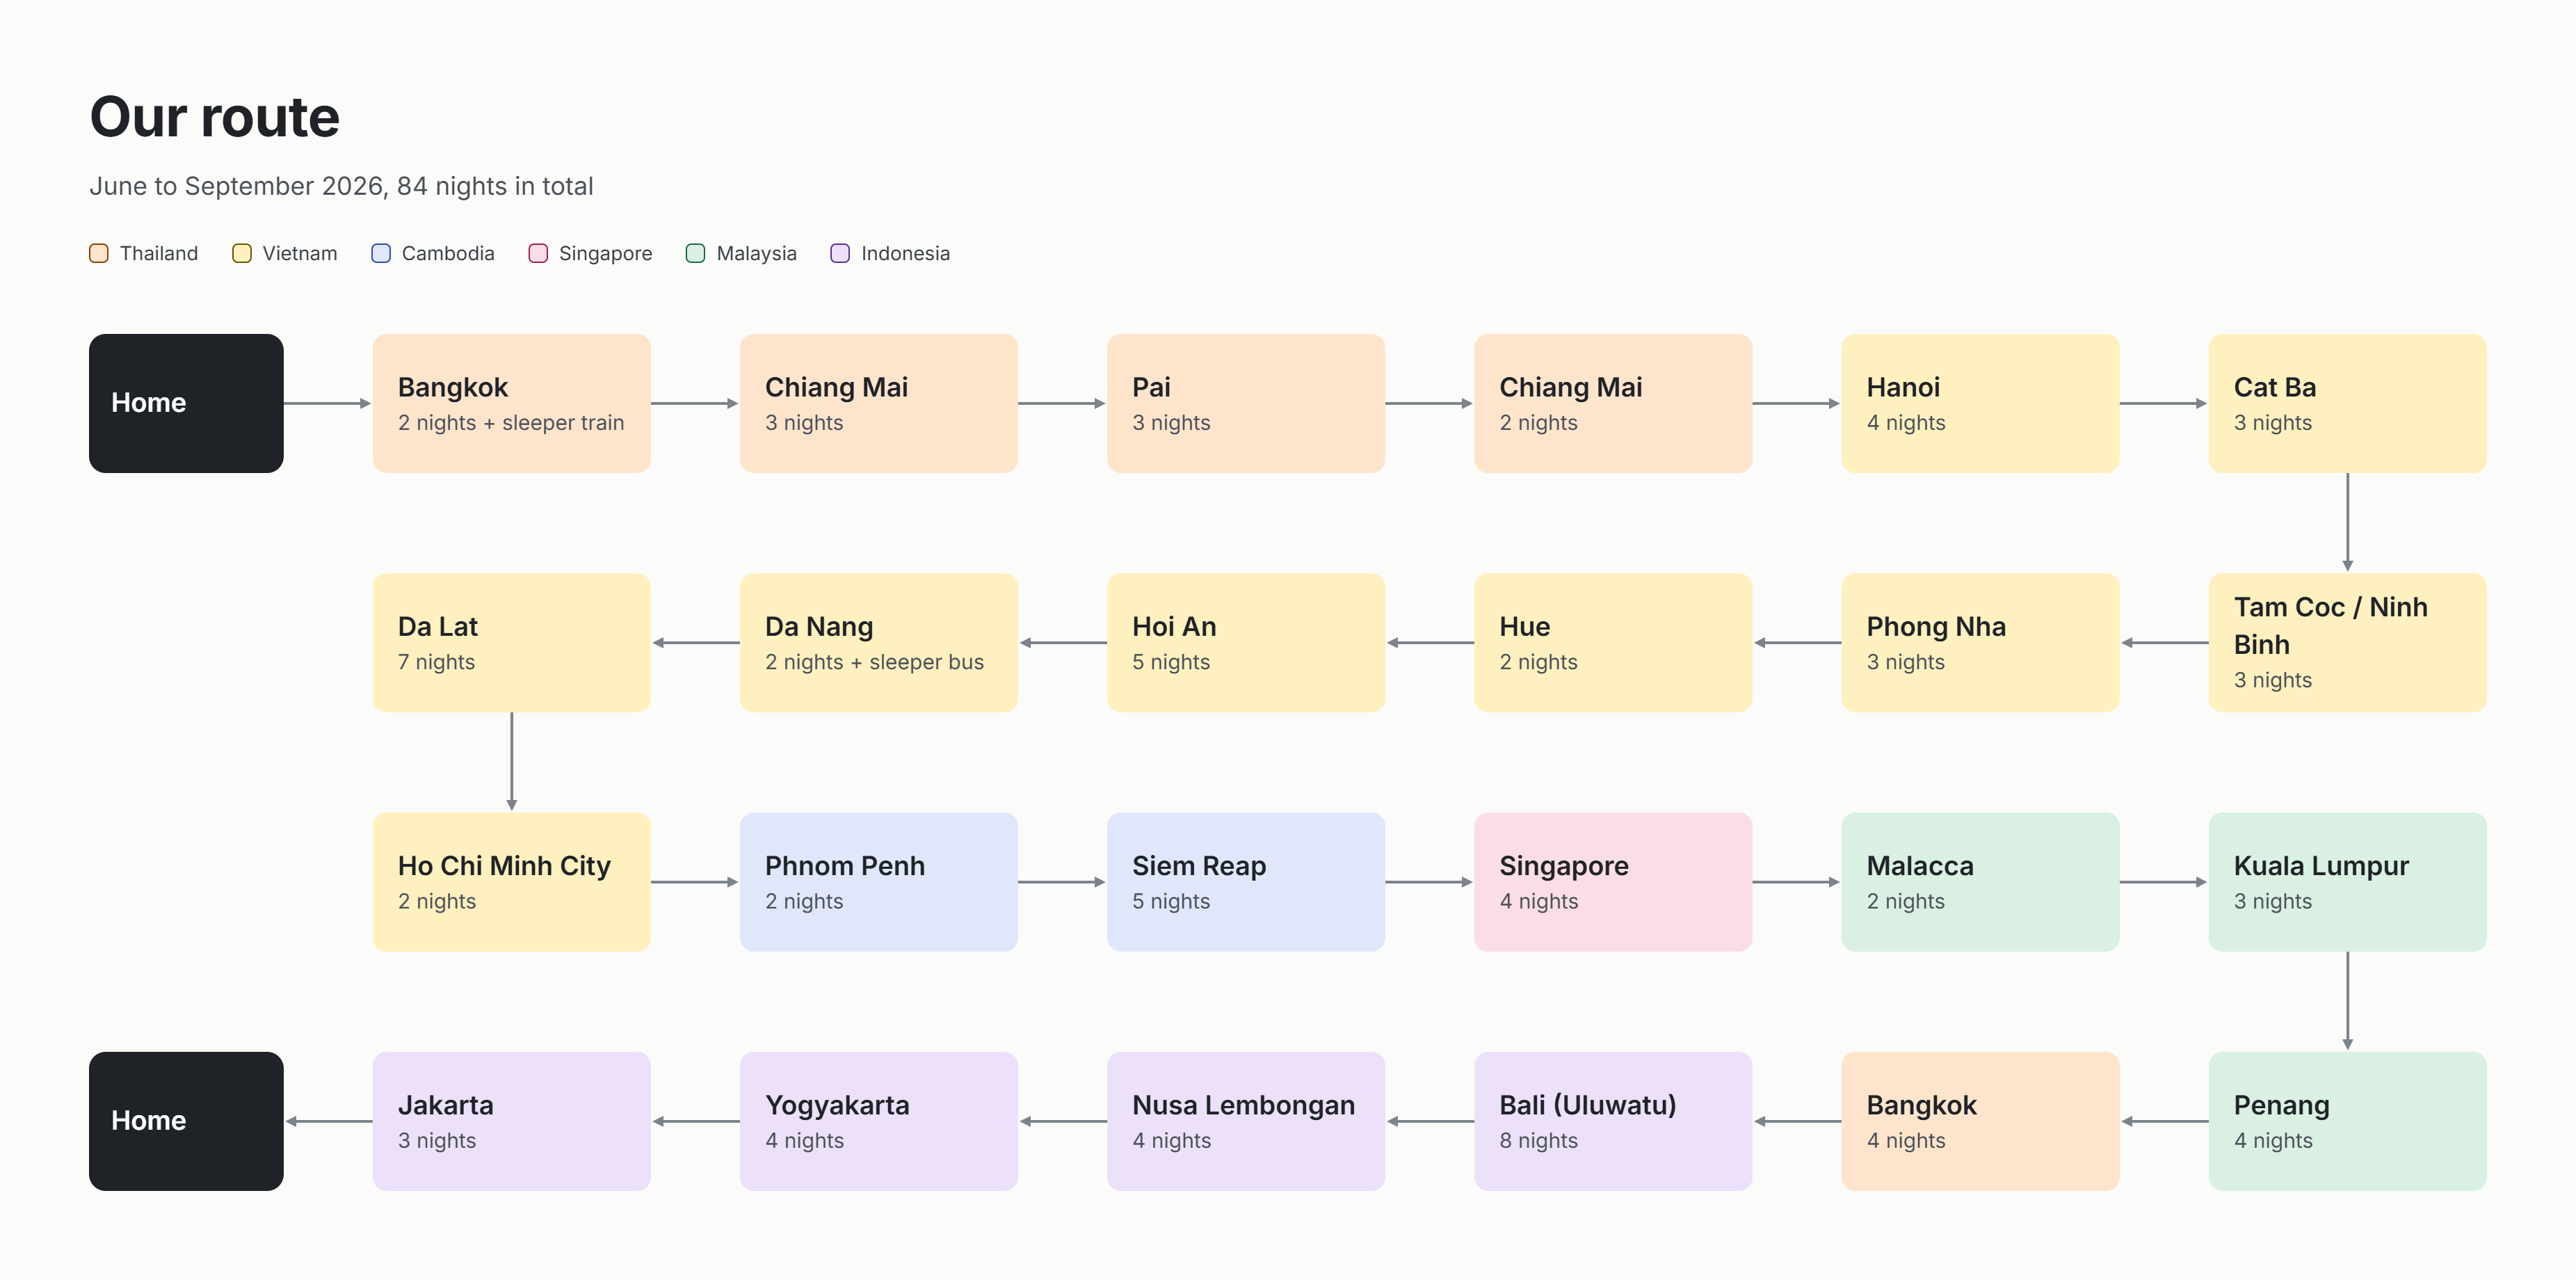 Our route
June to September 2026, 84 nights in total
Thailand
Vietnam
Cambodia
Singapore
Malaysia
Indonesia
Home
Bangkok
2 nights + sleeper train
Chiang Mai
3 nights
Pai
3 nights
Chiang Mai
2 nights
Hanoi
4 nights
Cat Ba
3 nights
Da Lat
7 nights
Da Nang
2 nights + sleeper bus
Hoi An
5 nights
Hue
2 nights
Phong Nha
3 nights
Tam Coc / Ninh
Binh
3 nights
Ho Chi Minh City
2 nights
Phnom Penh
2 nights
Siem Reap
5 nights
Singapore
4 nights
Malacca
2 nights
Kuala Lumpur
3 nights
Home
Jakarta
3 nights
Yogyakarta
4 nights
Nusa Lembongan
4 nights
Bali (Uluwatu)
8 nights
Bangkok
4 nights
Penang
4 nights